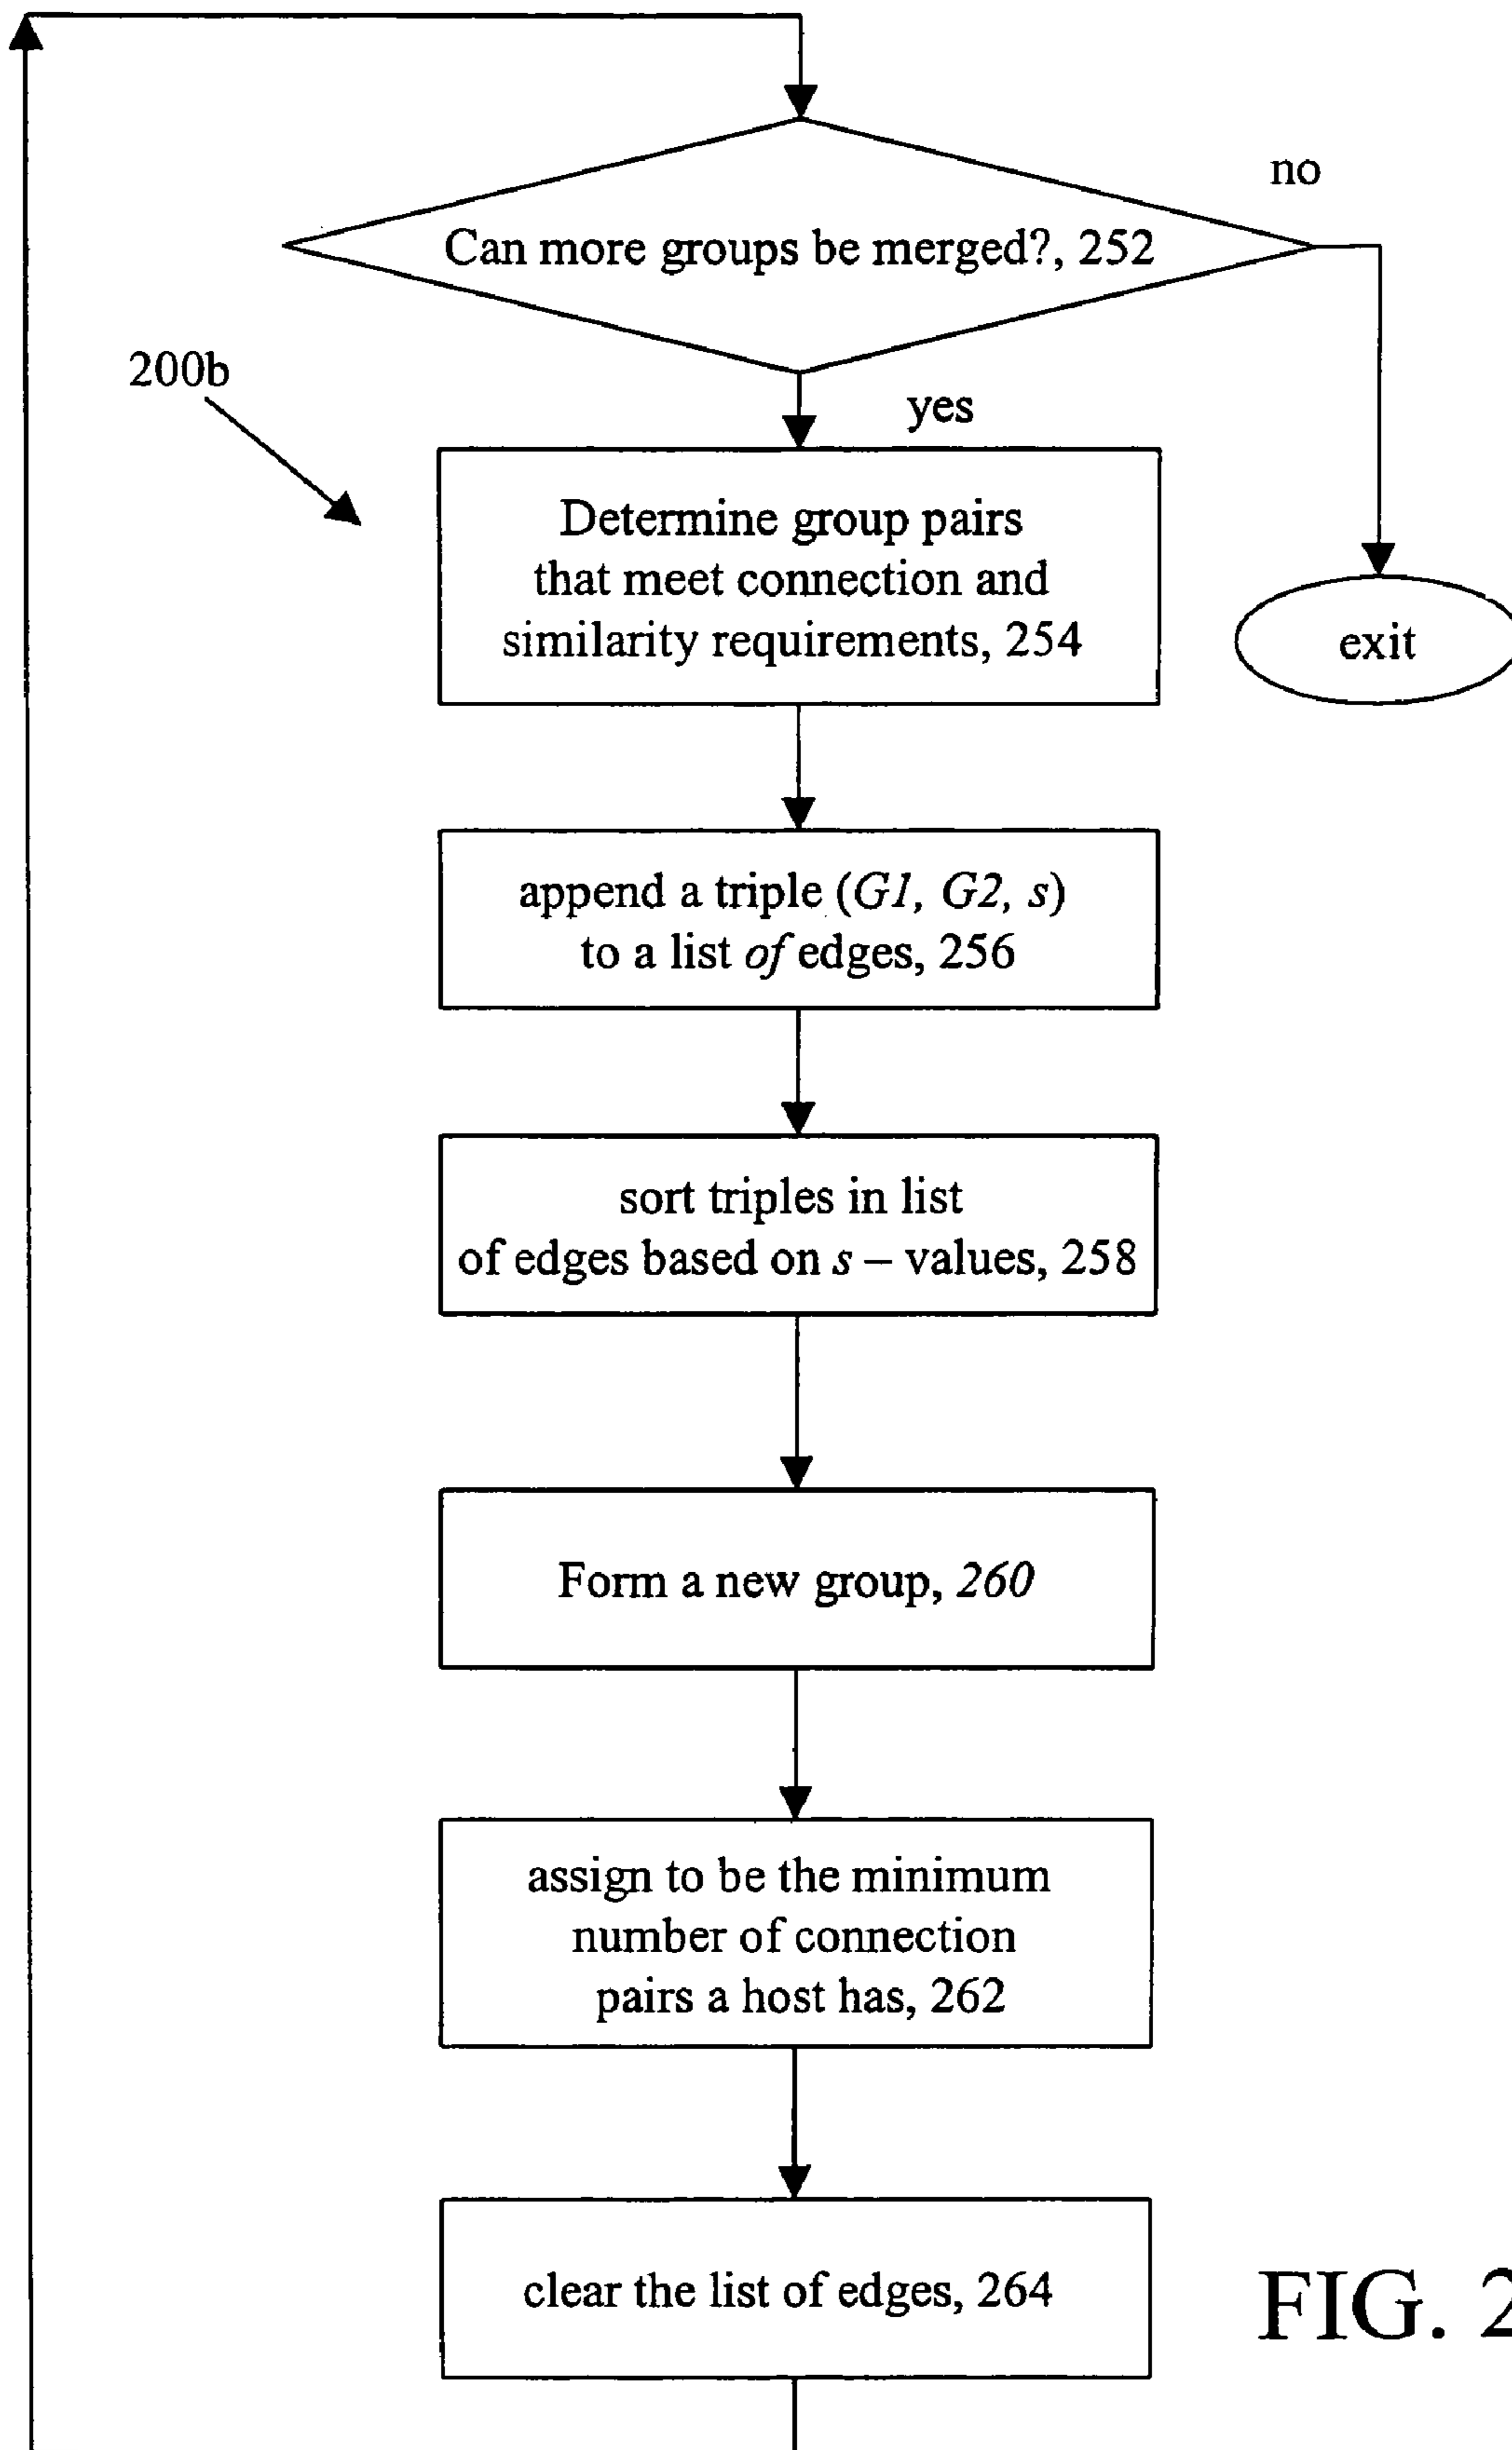 no
Can more groups be merged?, 252
200b
yes
Determine group pairs
that meet connection and
similarity requirements, 254
exit
append a triple (G1, G2, s)
to a list of edges, 256
sort triples in list
of edges based on s – values, 258
Form a new group, 260
assign to be the minimum
number of connection
pairs a host has, 262
clear the list of edges, 264
FIG. 2